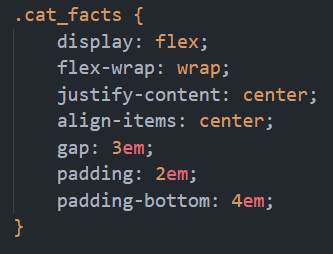 .cat_facts {
    display: flex;
    flex-wrap: wrap;
    justify-content: center;
    align-items: center;
    gap: 3em;
    padding: 2em;
    padding-bottom: 4em;
}